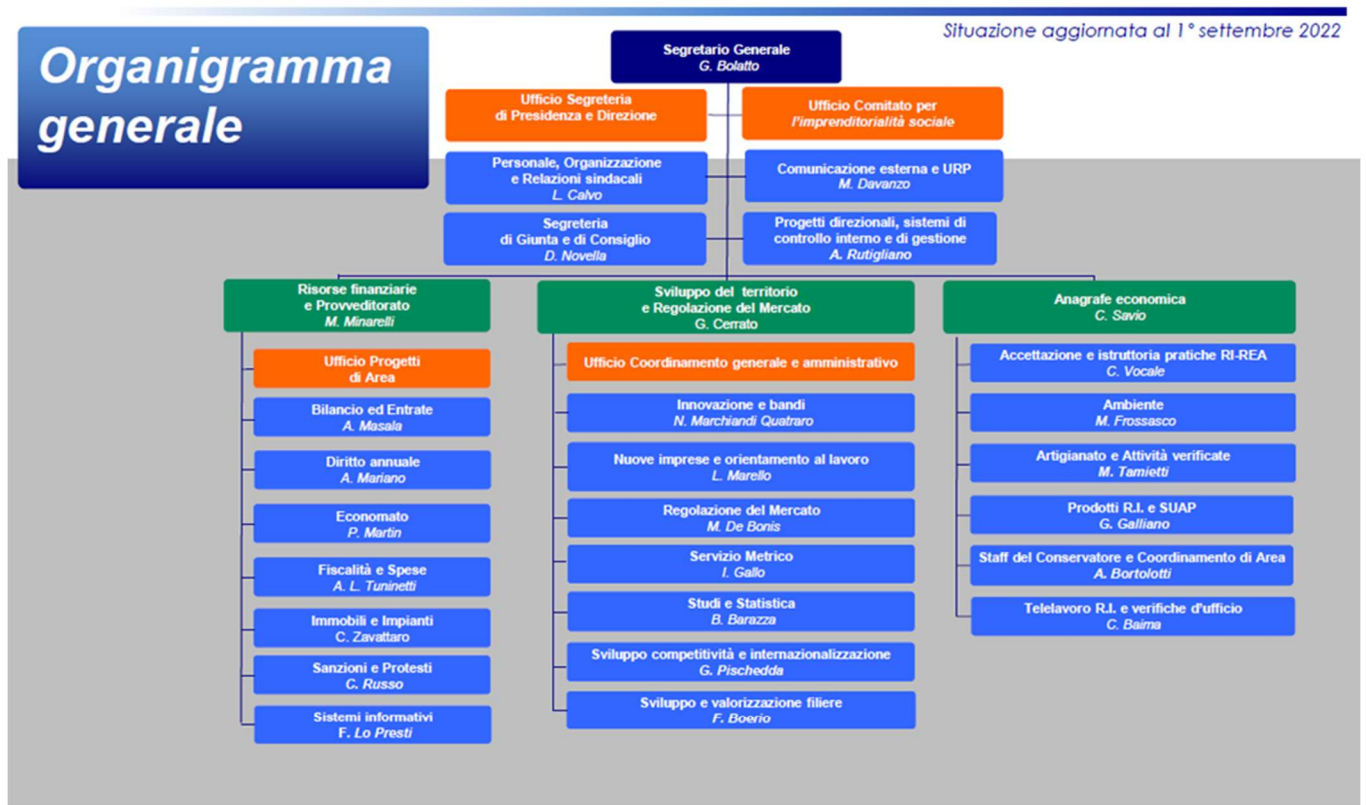 Situazione aggiornata al 1° settembre 2022
Organigramma
generale
Segretario Generale
G. Bolatto
Ufficio Segreteria
di Presidenza e Direzione
Ufficio Comitato per
l'imprenditorialità sociale
Personale, Organizzazione
e Relazioni sindacali
L. Calvo
Comunicazione esterna e URP
M. Davanzo
Segreteria
di Giunta e di Consiglio
D. Novella
Progetti direzionali, sistemi di
controllo interno e di gestione
A. Rutigliano
Risorse finanziarie
e Provveditorato
M. Minarelli
Ufficio Progetti
di Area
Bilancio ed Entrate
A. Masala
Diritto annuale
A. Mariano
Economato
P. Martin
Fiscalità e Spese
A. L. Tuninetti
Immobili e Impianti
C. Zavattaro
Sanzioni e Protesti
C. Russo
Sistemi informativi
F. Lo Presti
Sviluppo del territorio
e Regolazione del Mercato
G. Cerrato
Ufficio Coordinamento generale e amministrativo
Innovazione e bandi
N. Marchiandi Quatraro
Nuove imprese e orientamento al lavoro
L. Marello
Regolazione del Mercato
M. De Bonis
Servizio Metrico
I. Gallo
Studi e Statistica
B. Barazza
Sviluppo competitività e internazionalizzazione
G. Pischedda
Sviluppo e valorizzazione filiere
F. Boerio
Anagrafe economica
C. Savio
Accettazione e istruttoria pratiche RI-REA
C. Vocale
Ambiente
M. Frossasco
Artigianato e Attività verificate
M. Tamietti
Prodotti R.I. e SUAP
G. Galliano
Staff del Conservatore e Coordinamento di Area
A. Bortolotti
Telelavoro R.I. e verifiche d'ufficio
C. Baima